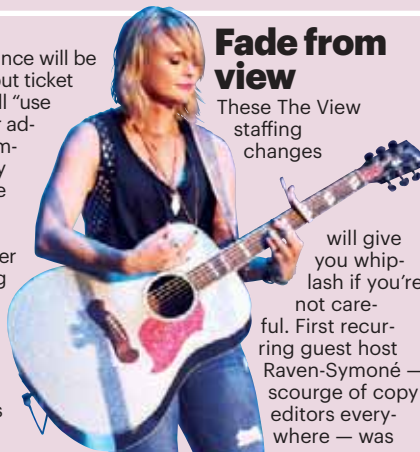 nce will be
out ticket
ll “use
r ad-
m-
y
e
er
g
s
Fade from
view
These The View
staffing
changes
will give
you whip-
lash if you’re
not care-
ful. First recur-
ring guest host
Raven-Symoné —
scourge of copy
editors every-
where — was